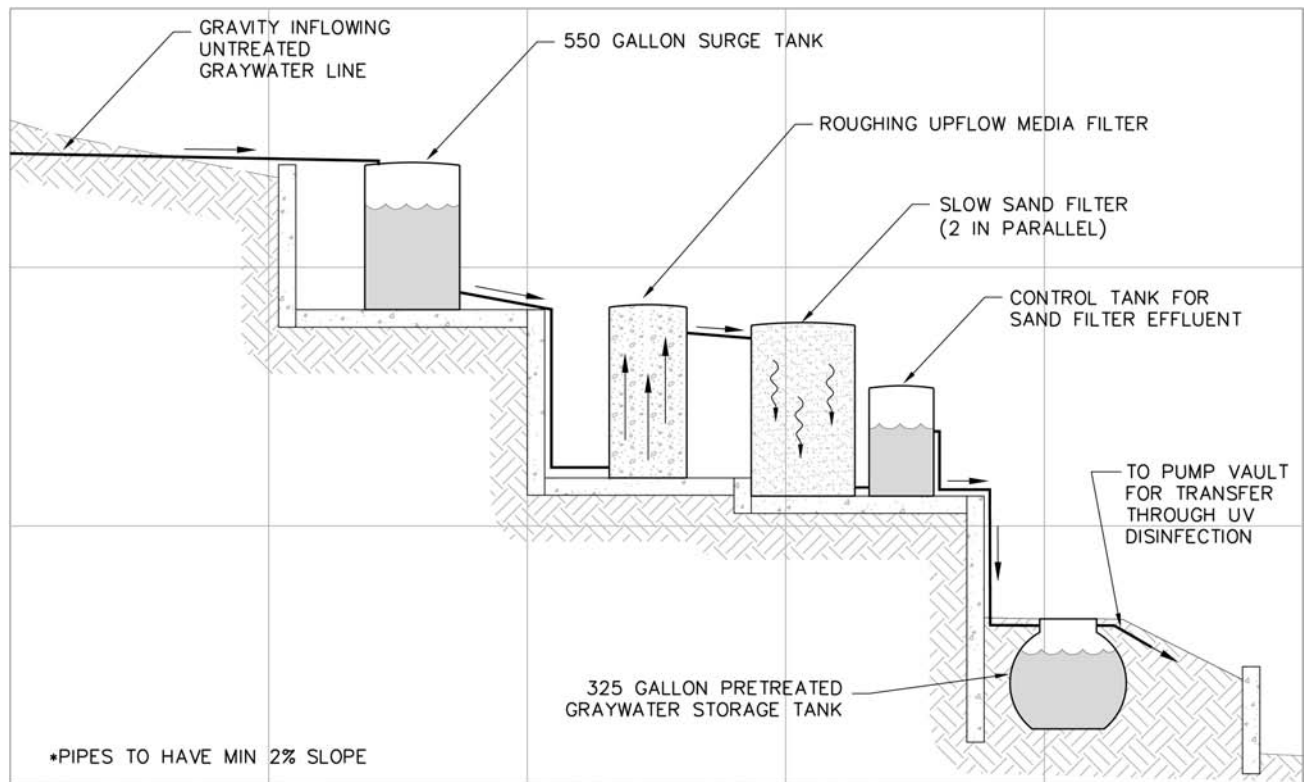 GRAVITY INFLOWING
UNTREATED
GRAYWATER LINE
550 GALLON SURGE TANK
ROUGHING UPFLOW MEDIA FILTER
SLOW SAND FILTER
(2 IN PARALLEL)
CONTROL TANK FOR
SAND FILTER EFFLUENT
TO PUMP VAULT
FOR TRANSFER
THROUGH UV
DISINFECTION
325 GALLON PRETREATED
GRAYWATER STORAGE TANK
*PIPES TO HAVE MIN 2% SLOPE